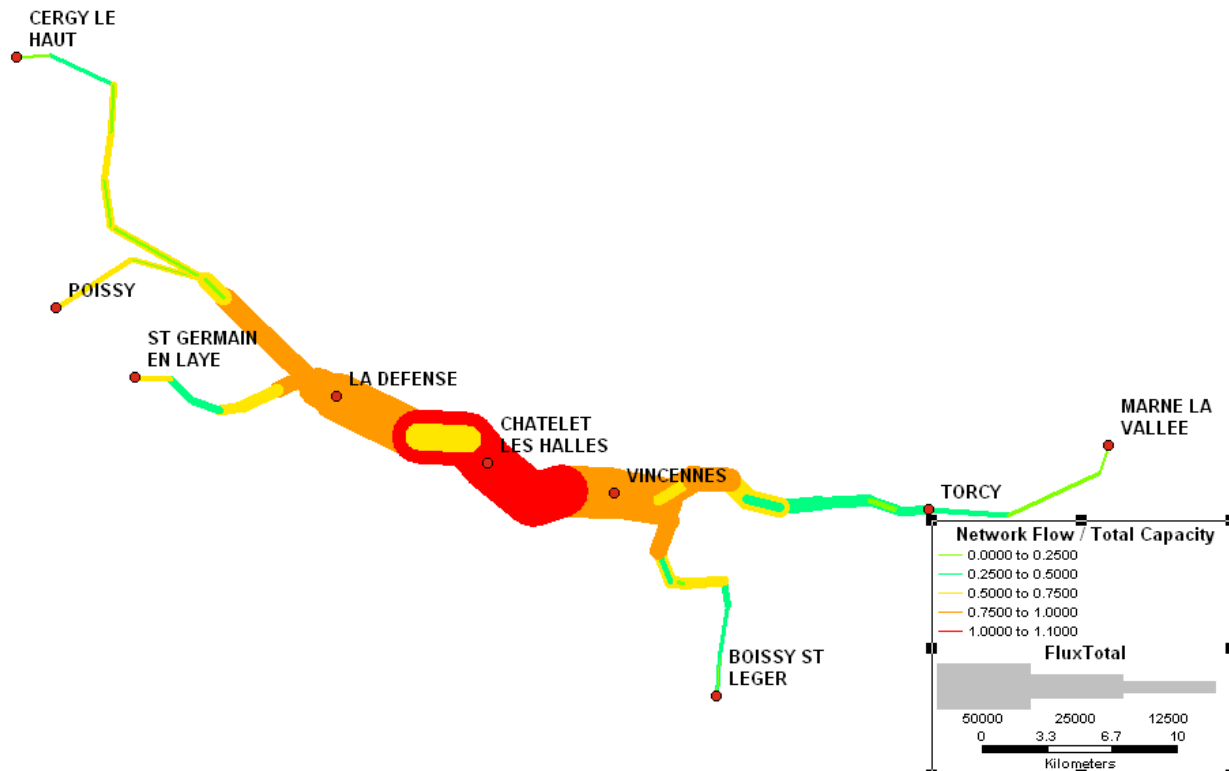 CERGY LE
HAUT
POISSY
ST GERMAIN
EN LAYE
LA DEFENSE
CHATELET
LES HALLES
VINCENNES
MARNE LA
VALLEE
TORCY
BOISSY ST
LEGER
Network Flow / Total Capacity
0.0000 to 0.2500
0.2500 to 0.5000
0.5000 to 0.7500
0.7500 to 1.0000
1.0000 to 1.1000
FluxTotal
50000 25000 12500
0 3.3 6.7 10
Kilometers